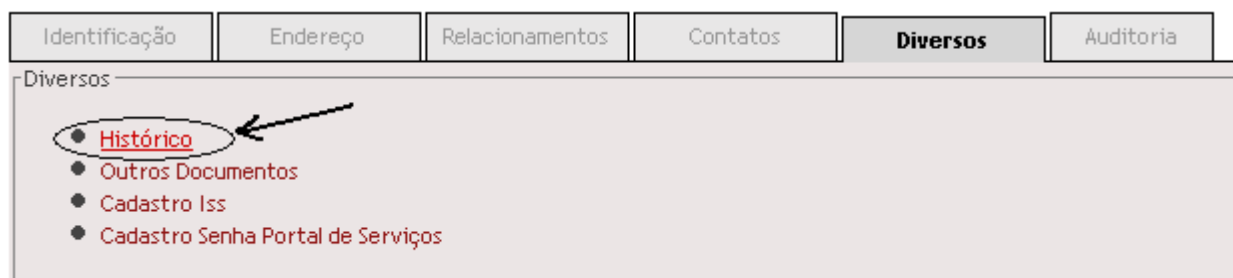 Identificação Endereço Relacionamentos Contatos Diversos Auditoria
Diversos
Histórico
Outros Documentos
Cadastro Iss
Cadastro Senha Portal de Serviços